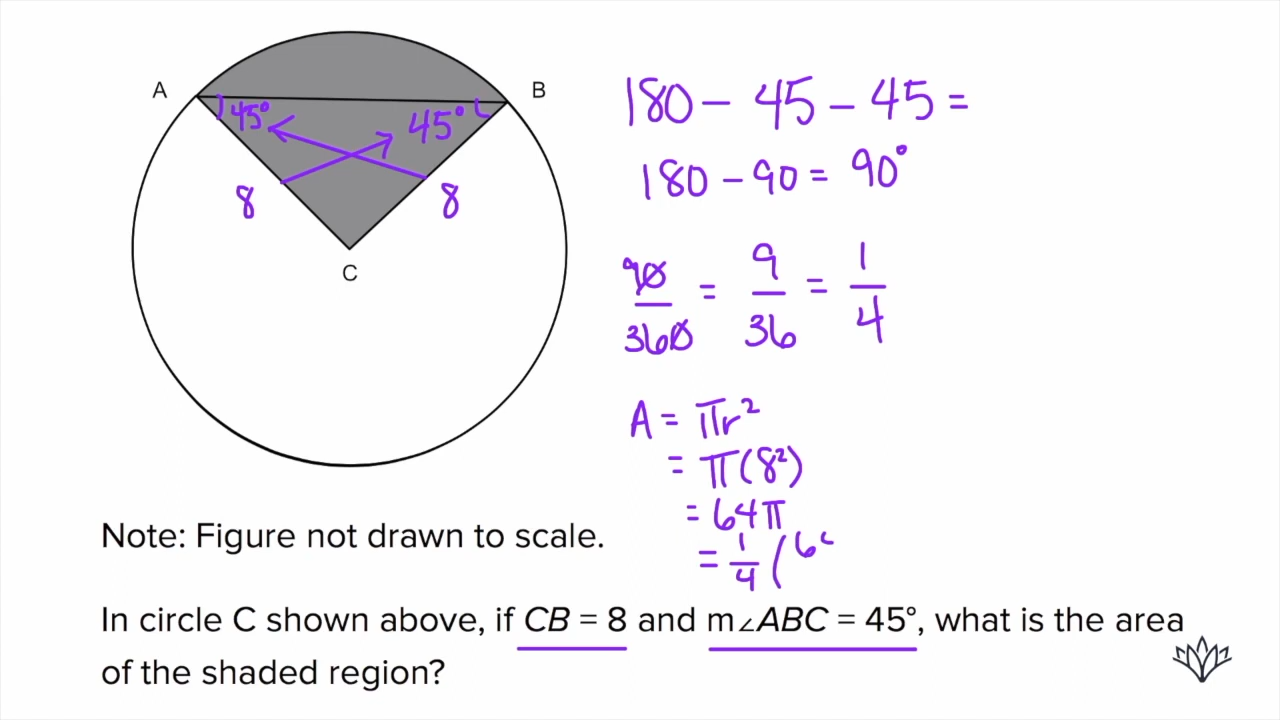 A
B
45°
45°
8
8
C
180 - 45 - 45 =
180 - 90 = 90°
90/360 = 9/36 = 1/4
A = πr²
= π(8²)
= 64π
= 1/4 (6
Note: Figure not drawn to scale.
In circle C shown above, if CB = 8 and m∠ABC = 45°, what is the area
of the shaded region?